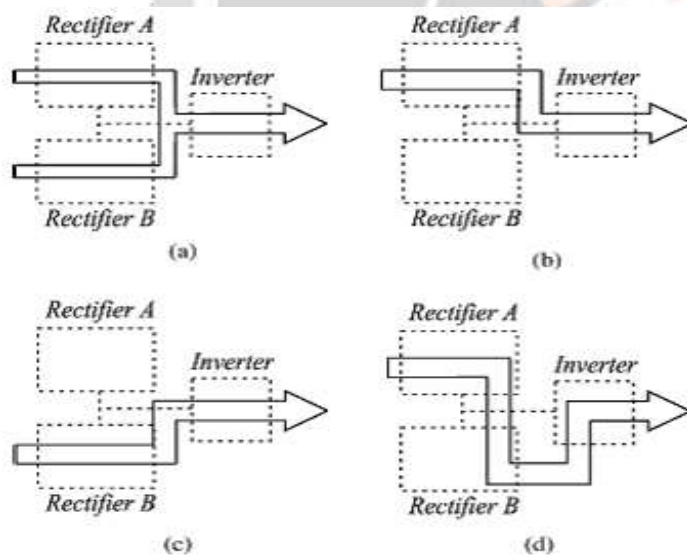 Rectifier A
Inverter
Rectifier B
(a)
Rectifier A
Inverter
Rectifier B
(b)
Rectifier A
Inverter
Rectifier B
(c)
Rectifier A
Inverter
Rectifier B
(d)